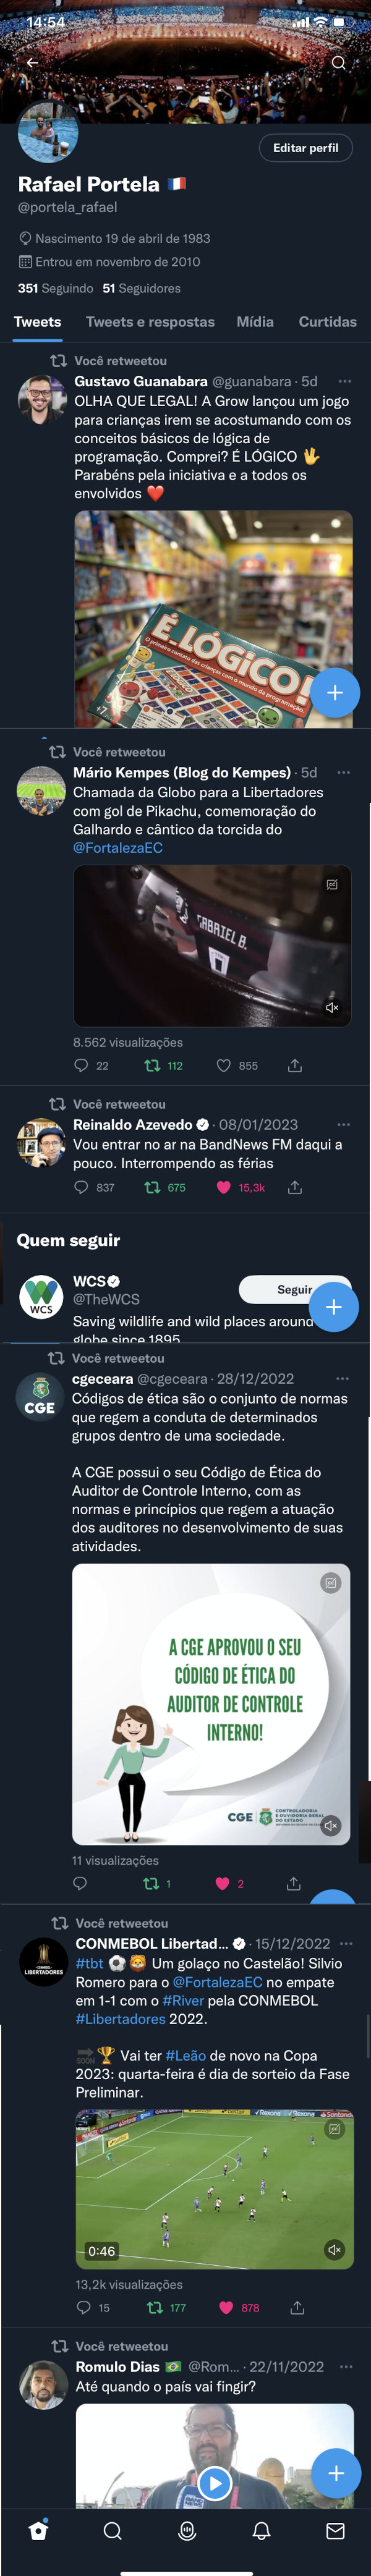 14:54
Editar perfil
Rafael Portela 🇫🇷
@portela_rafael
Nascimento 19 de abril de 1983
Entrou em novembro de 2010
351 Seguindo 51 Seguidores
Tweets Tweets e respostas Mídia Curtidas
Você retweetou
Gustavo Guanabara @guanabara · 5d
OLHA QUE LEGAL! A Grow lançou um jogo
para crianças irem se acostumando com os
conceitos básicos de lógica de
programação. Comprei? É LÓGICO 🖖
Parabéns pela iniciativa e a todos os
envolvidos ❤️
É LÓGICO!
O primeiro contato das crianças com o mundo da programação.
+7
Você retweetou
Mário Kempes (Blog do Kempes) · 5d
Chamada da Globo para a Libertadores
com gol de Pikachu, comemoração do
Galhardo e cântico da torcida do
@FortalezaEC
GABRIEL B.
8.562 visualizações
22 112 855
Você retweetou
Reinaldo Azevedo · 08/01/2023
Vou entrar no ar na BandNews FM daqui a
pouco. Interrompendo as férias
837 675 15,3k
Quem seguir
WCS
@TheWCS
Seguir
WCS
Saving wildlife and wild places around
globe since 1895
Você retweetou
cgeceara @cgeceara · 28/12/2022
CGE
Códigos de ética são o conjunto de normas
que regem a conduta de determinados
grupos dentro de uma sociedade.
A CGE possui o seu Código de Ética do
Auditor de Controle Interno, com as
normas e princípios que regem a atuação
dos auditores no desenvolvimento de suas
atividades.
A CGE APROVOU O SEU
CÓDIGO DE ÉTICA DO
AUDITOR DE CONTROLE
INTERNO!
CGE CONTROLADORIA
E OUVIDORIA GERAL
DO ESTADO
11 visualizações
1 2
Você retweetou
CONMEBOL Libertad... · 15/12/2022
LIBERTADORES
#tbt ⚽🦁 Um golaço no Castelão! Silvio
Romero para o @FortalezaEC no empate
em 1-1 com o #River pela CONMEBOL
#Libertadores 2022.
🔜🏆 Vai ter #Leão de novo na Copa
2023: quarta-feira é dia de sorteio da Fase
Preliminar.
Rexona Rexona Santander
0:46
13,2k visualizações
15 177 878
Você retweetou
Romulo Dias 🇧🇷 @Rom... · 22/11/2022
Até quando o país vai fingir?